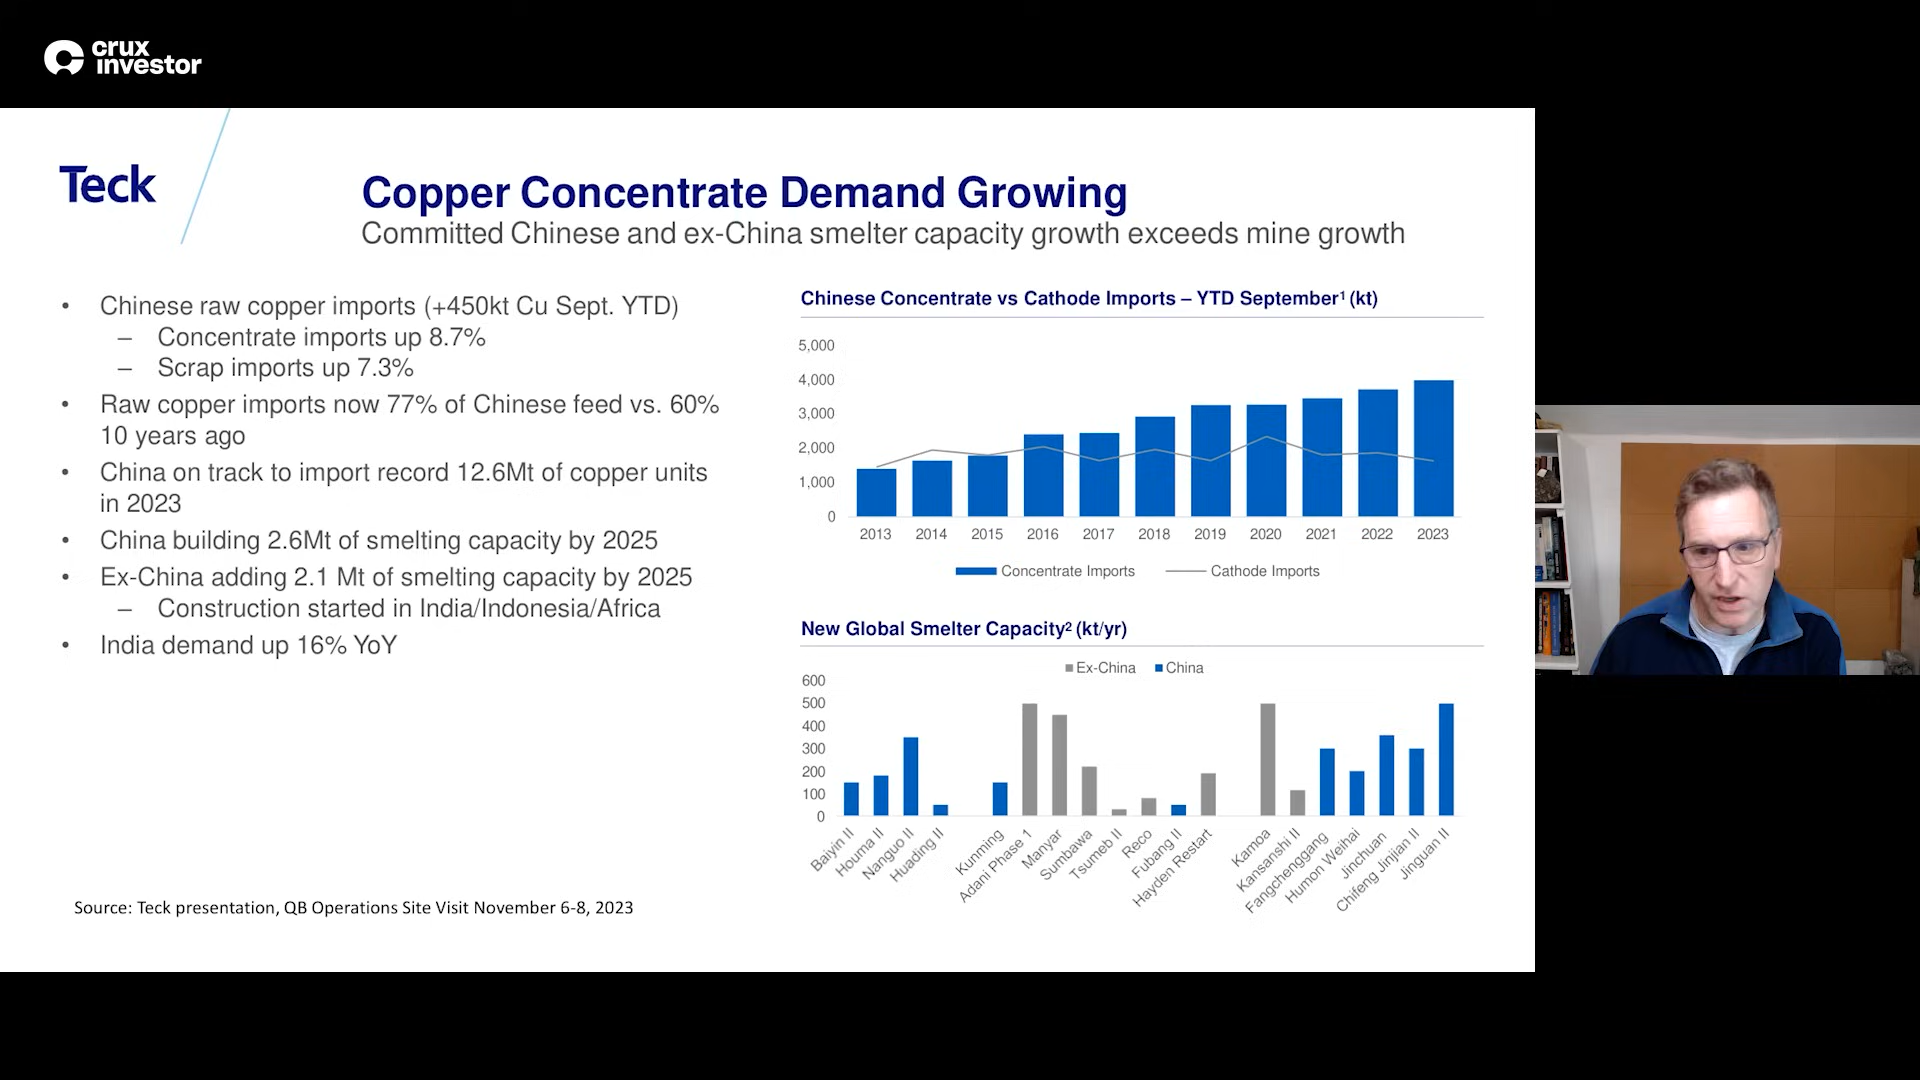 crux
investor
Teck
Copper Concentrate Demand Growing
Committed Chinese and ex-China smelter capacity growth exceeds mine growth
• Chinese raw copper imports (+450kt Cu Sept. YTD)
– Concentrate imports up 8.7%
– Scrap imports up 7.3%
• Raw copper imports now 77% of Chinese feed vs. 60%
10 years ago
• China on track to import record 12.6Mt of copper units
in 2023
• China building 2.6Mt of smelting capacity by 2025
• Ex-China adding 2.1 Mt of smelting capacity by 2025
– Construction started in India/Indonesia/Africa
• India demand up 16% YoY
Source: Teck presentation, QB Operations Site Visit November 6-8, 2023
Chinese Concentrate vs Cathode Imports – YTD September¹ (kt)
5,000
4,000
3,000
2,000
1,000
0
2013 2014 2015 2016 2017 2018 2019 2020 2021 2022 2023
Concentrate Imports Cathode Imports
New Global Smelter Capacity² (kt/yr)
Ex-China China
600
500
400
300
200
100
0
Baiyin II
Houma II
Nanguo II
Huading II
Kunming
Adani Phase 1
Manyar
Sumbawa
Tsumeb II
Reco
Fubang II
Hayden Restart
Kamoa
Kansanshi II
Fangchenggang
Humon Weihai
Jinchuan
Chifeng Jinjian II
Jinguan II